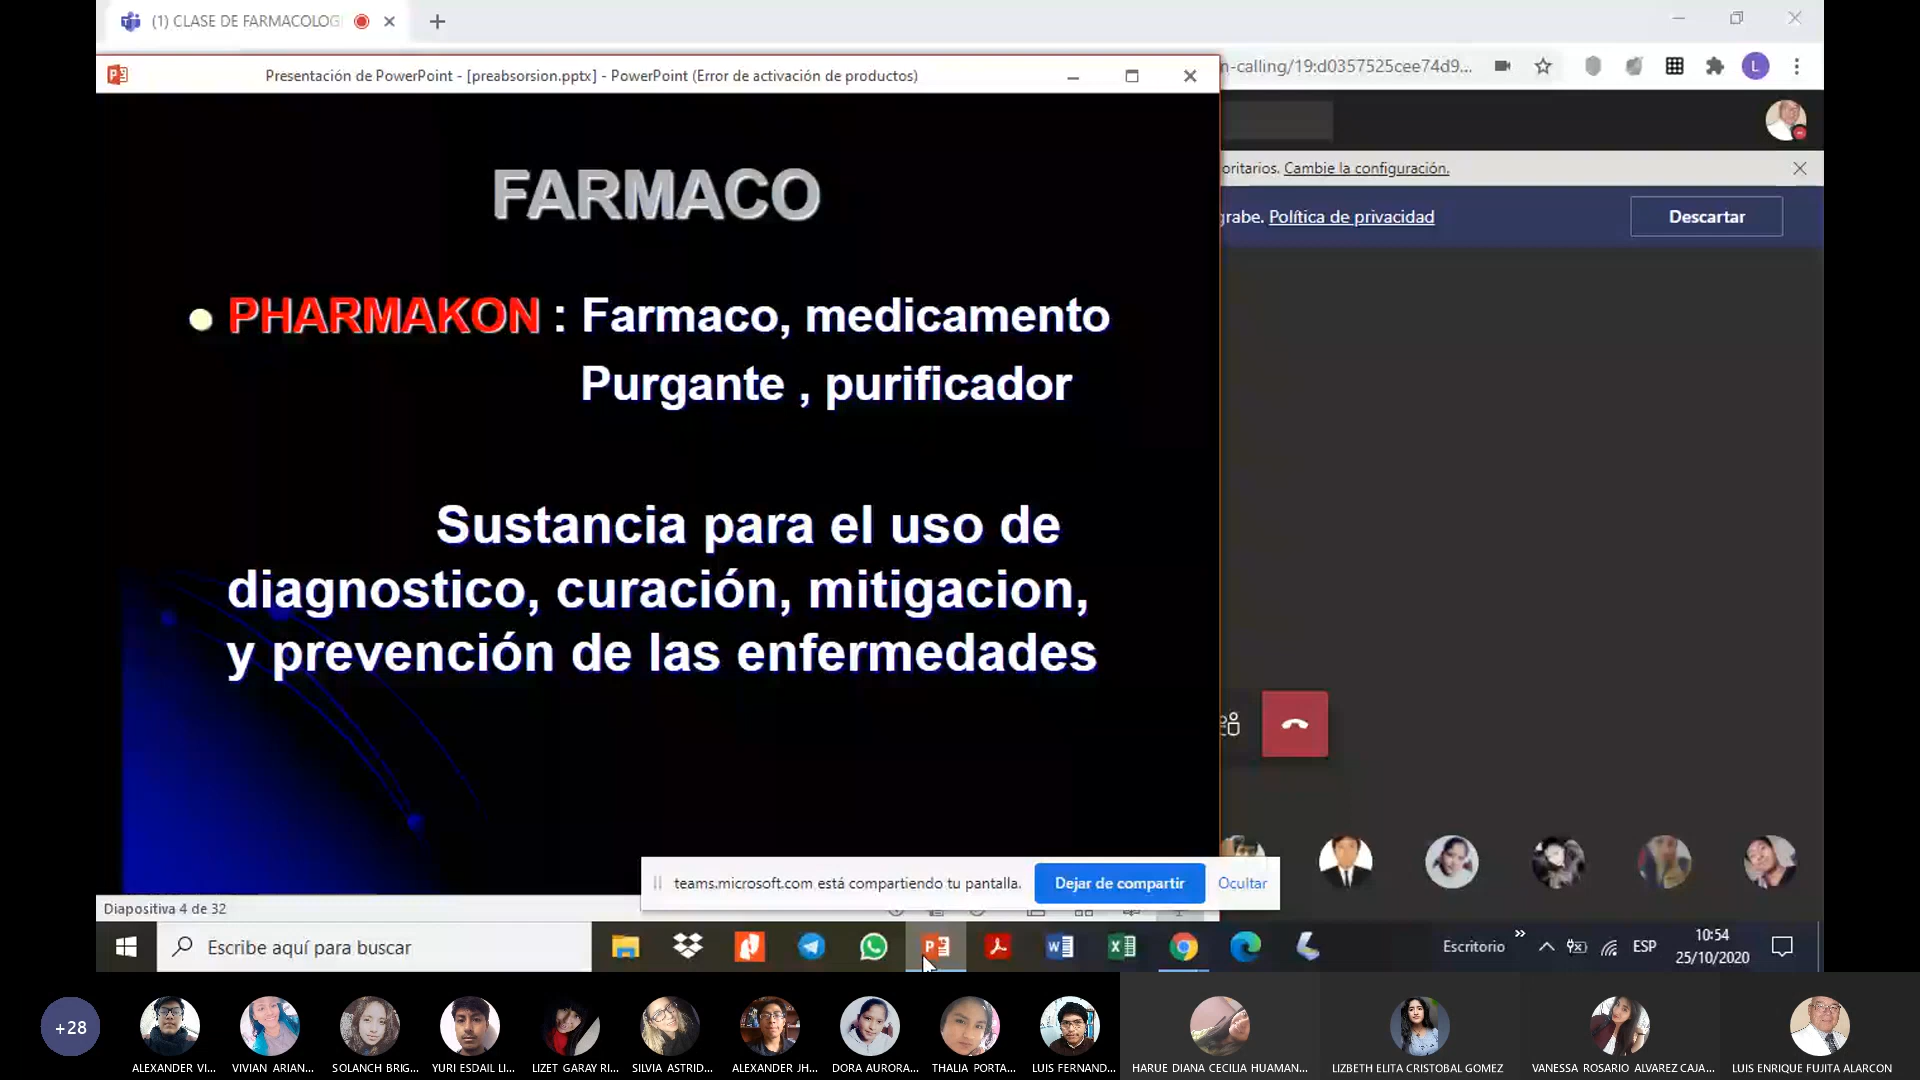 (1) CLASE DE FARMACOLOGI
Presentación de PowerPoint - [preabsorsion.pptx] - PowerPoint (Error de activación de productos)
n-calling/19:d0357525cee74d9...
L
oritarios. Cambie la configuración.
grabe. Política de privacidad
Descartar
FARMACO
PHARMAKON : Farmaco, medicamento
Purgante , purificador
Sustancia para el uso de
diagnostico, curación, mitigacion,
y prevención de las enfermedades
teams.microsoft.com está compartiendo tu pantalla.
Dejar de compartir
Ocultar
Diapositiva 4 de 32
Escribe aquí para buscar
Escritorio
ESP
10:54
25/10/2020
+28
ALEXANDER VI...
VIVIAN ARIAN...
SOLANCH BRIG...
YURI ESDAIL LI...
LIZET GARAY RI...
SILVIA ASTRID...
ALEXANDER JH...
DORA AURORA...
THALIA PORTA...
LUIS FERNAND...
HARUE DIANA CECILIA HUAMAN...
LIZBETH ELITA CRISTOBAL GOMEZ
VANESSA ROSARIO ALVAREZ CAJA...
LUIS ENRIQUE FUJITA ALARCON